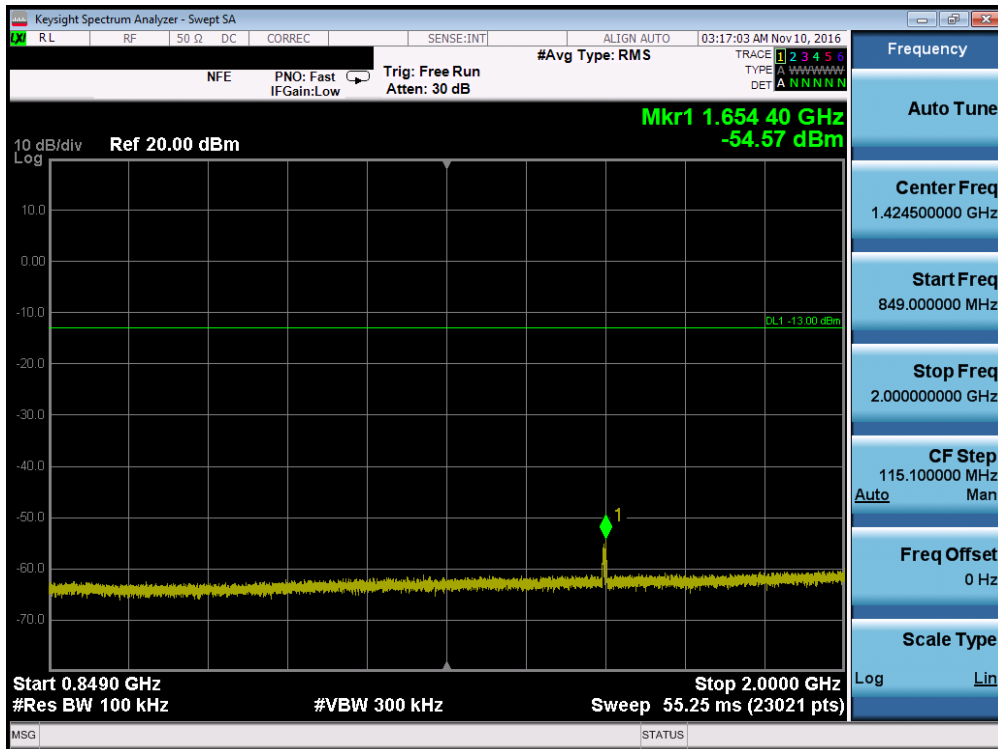 Keysight Spectrum Analyzer - Swept SA
LXI RL RF 50 Ω DC CORREC SENSE:INT ALIGN AUTO 03:17:03 AM Nov 10, 2016
NFE PNO: Fast Trig: Free Run #Avg Type: RMS TRACE 1 2 3 4 5 6
IFGain:Low Atten: 30 dB TYPE A WWWWW
DET A N N N N N
Mkr1 1.654 40 GHz
-54.57 dBm
10 dB/div Ref 20.00 dBm
Log
10.0
0.00
-10.0
DL1 -13.00 dBm
-20.0
-30.0
-40.0
-50.0
1
-60.0
-70.0
Start 0.8490 GHz Stop 2.0000 GHz
#Res BW 100 kHz #VBW 300 kHz Sweep 55.25 ms (23021 pts)
MSG STATUS
Frequency
Auto Tune
Center Freq
1.424500000 GHz
Start Freq
849.000000 MHz
Stop Freq
2.000000000 GHz
CF Step
115.100000 MHz
Auto Man
Freq Offset
0 Hz
Scale Type
Log Lin